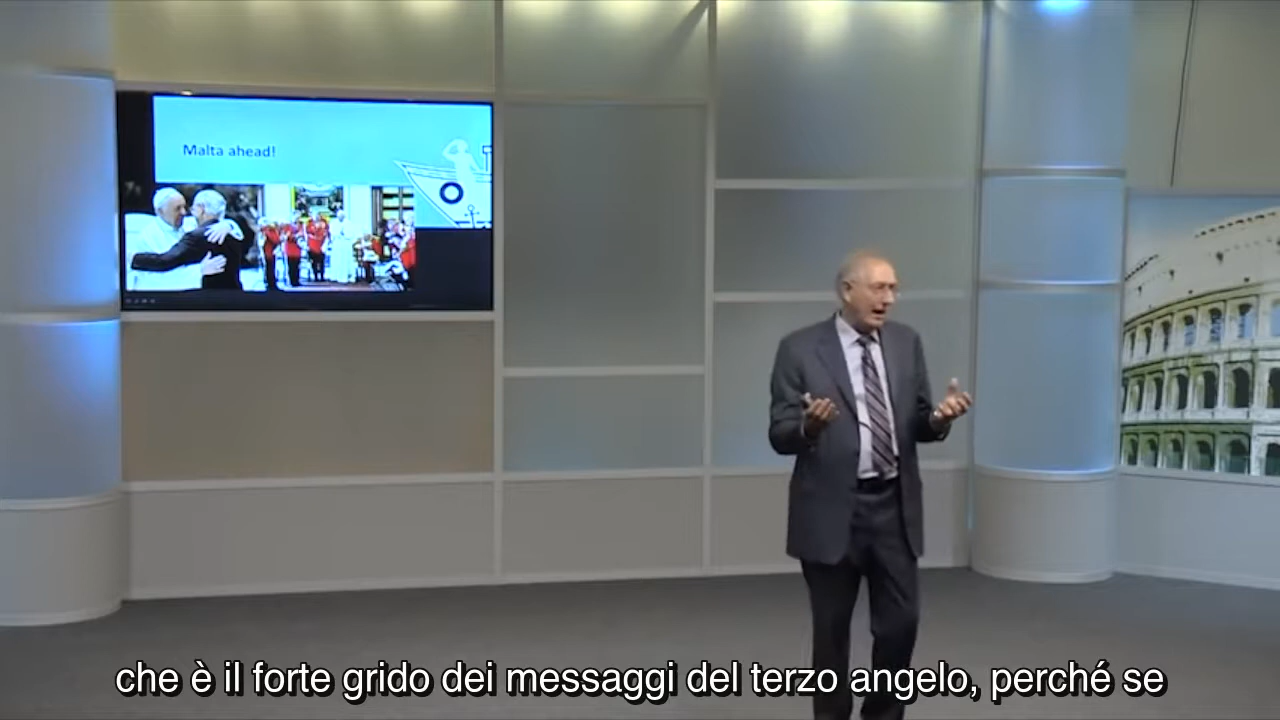 Malta ahead!
che è il forte grido dei messaggi del terzo angelo, perché se